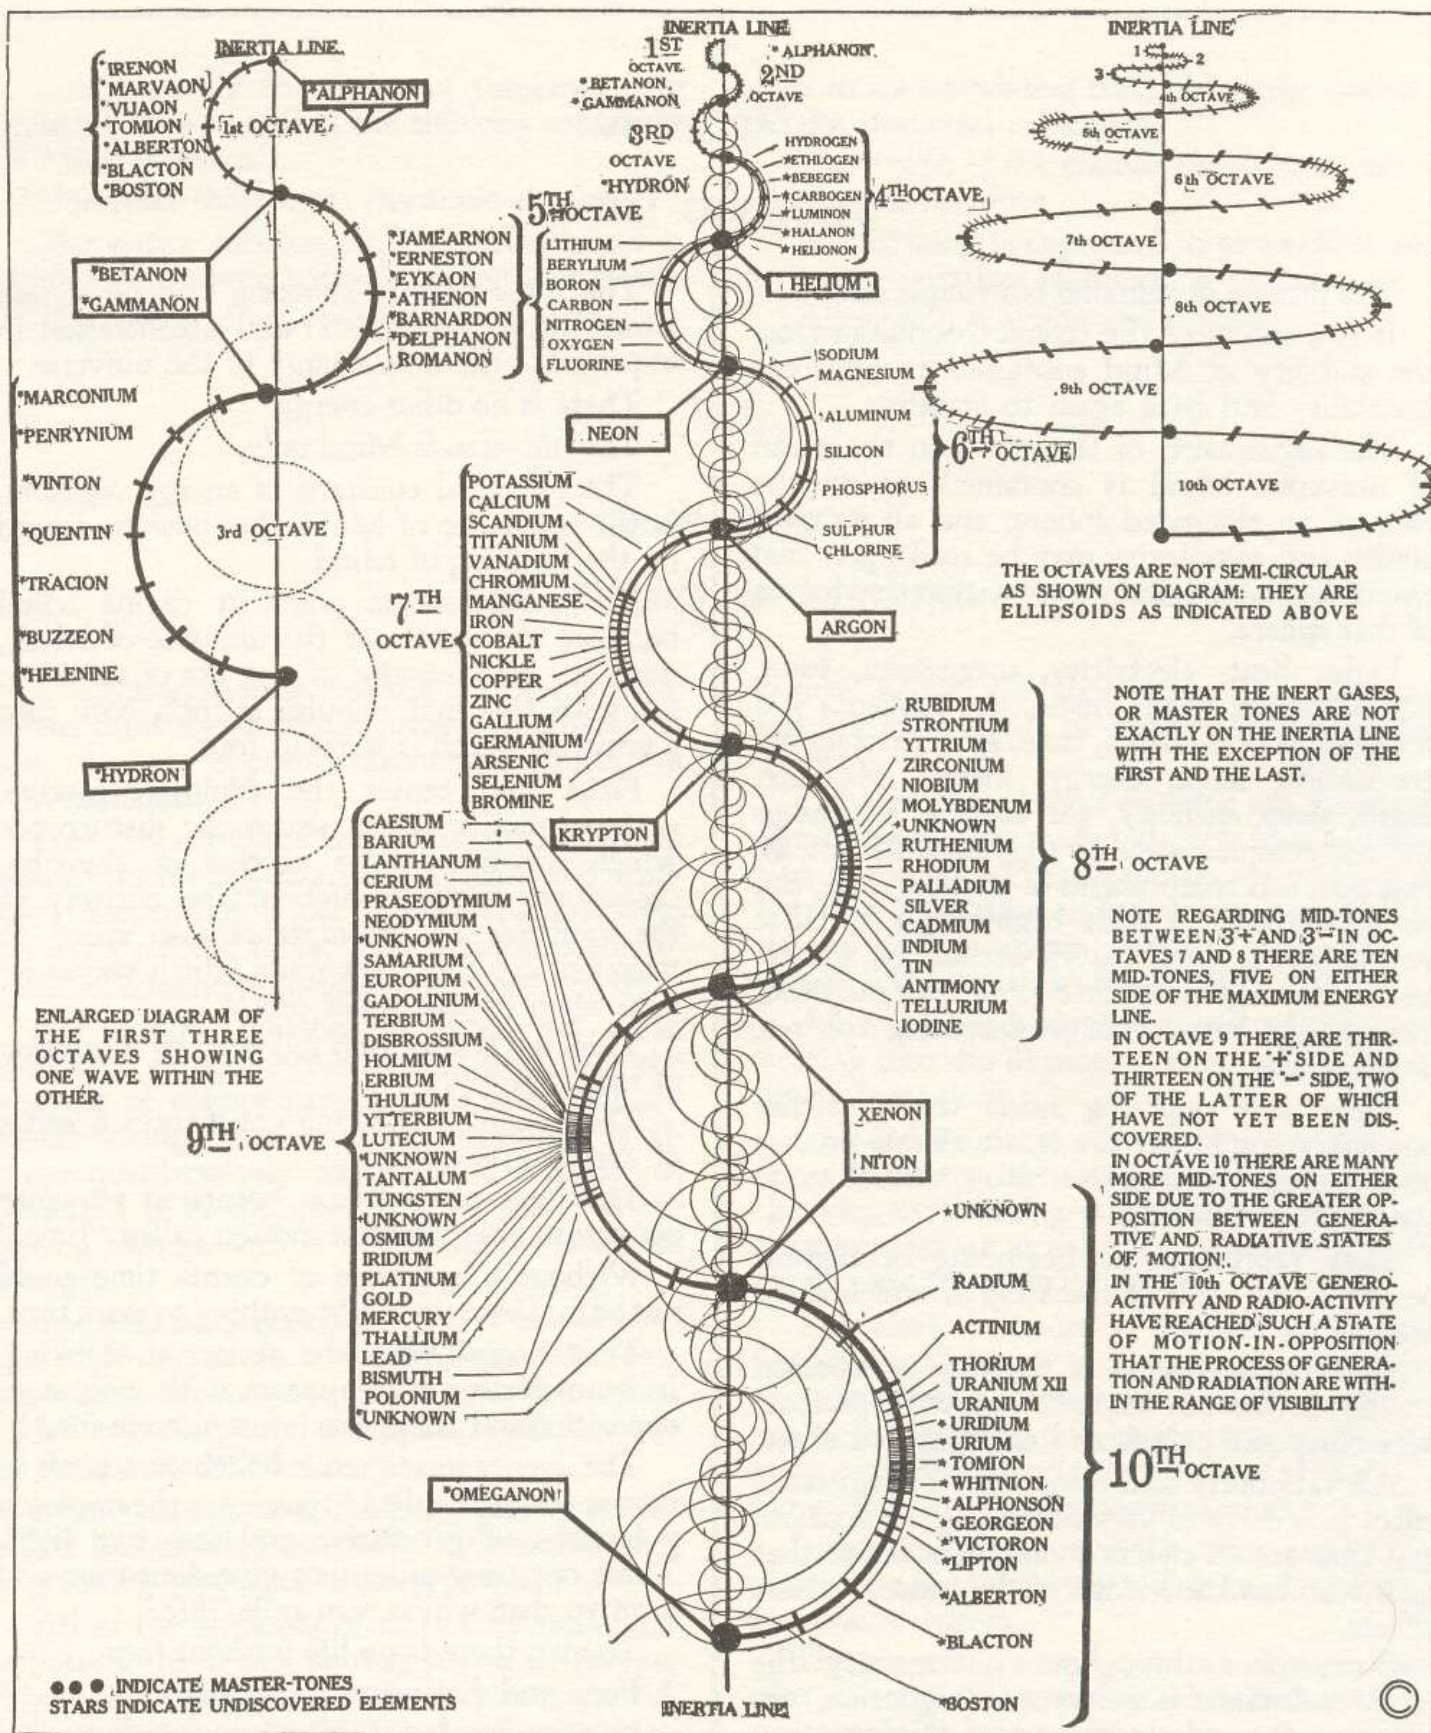 INERTIA LINE
*IRENON
*MARVAON
*VIJAON
*TOMION
*ALBERTON
*BLACTON
*BOSTON
*ALPHANON
1st OCTAVE
*BETANON
*GAMMANON
*JAMEARNON
*ERNESTON
*EYKAON
*ATHENON
*BARNARDON
*DELPHANON
ROMANON
*MARCONIUM
*PENRYNIUM
*VINTON
*QUENTIN
*TRACION
*BUZZEON
*HELENINE
3rd OCTAVE
*HYDRON
ENLARGED DIAGRAM OF
THE FIRST THREE
OCTAVES SHOWING
ONE WAVE WITHIN THE
OTHER.
INERTIA LINE
1ST
OCTAVE
*ALPHANON
*BETANON
*GAMMANON
2ND
OCTAVE
3RD
OCTAVE
*HYDRON
HYDROGEN
*ETHLOGEN
*BEBEGEN
*CARBOGEN
*LUMINON
*HALANON
*HELIONON
4TH OCTAVE
HELIUM
5TH
OCTAVE
LITHIUM
BERYLIUM
BORON
CARBON
NITROGEN
OXYGEN
FLUORINE
NEON
SODIUM
MAGNESIUM
ALUMINUM
SILICON
PHOSPHORUS
SULPHUR
CHLORINE
6TH OCTAVE
ARGON
7TH
OCTAVE
POTASSIUM
CALCIUM
SCANDIUM
TITANIUM
VANADIUM
CHROMIUM
MANGANESE
IRON
COBALT
NICKLE
COPPER
ZINC
GALLIUM
GERMANIUM
ARSENIC
SELENIUM
BROMINE
KRYPTON
RUBIDIUM
STRONTIUM
YTTRIUM
ZIRCONIUM
NIOBIUM
MOLYBDENUM
*UNKNOWN
RUTHENIUM
RHODIUM
PALLADIUM
SILVER
CADMIUM
INDIUM
TIN
ANTIMONY
TELLURIUM
IODINE
8TH OCTAVE
9TH OCTAVE
CAESIUM
BARIUM
LANTHANUM
CERIUM
PRASEODYMIUM
NEODYMIUM
*UNKNOWN
SAMARIUM
EUROPIUM
GADOLINIUM
TERBIUM
DISBROSSIUM
HOLMIUM
ERBIUM
THULIUM
YTTERBIUM
LUTECIUM
*UNKNOWN
TANTALUM
TUNGSTEN
*UNKNOWN
OSMIUM
IRIDIUM
PLATINUM
GOLD
MERCURY
THALLIUM
LEAD
BISMUTH
POLONIUM
*UNKNOWN
XENON
NITON
*UNKNOWN
RADIUM
ACTINIUM
THORIUM
URANIUM XII
URANIUM
*URIDIUM
*URIUM
*TOMION
*WHITNION
*ALPHONSON
*GEORGEON
*VICTORON
*LIPTON
*ALBERTON
*BLACTON
*BOSTON
10TH OCTAVE
*OMEGANON
INERTIA LINE
INERTIA LINE
1
2
3
4th OCTAVE
5th OCTAVE
6th OCTAVE
7th OCTAVE
8th OCTAVE
9th OCTAVE
10th OCTAVE
THE OCTAVES ARE NOT SEMI-CIRCULAR
AS SHOWN ON DIAGRAM: THEY ARE
ELLIPSOIDS AS INDICATED ABOVE
NOTE THAT THE INERT GASES,
OR MASTER TONES ARE NOT
EXACTLY ON THE INERTIA LINE
WITH THE EXCEPTION OF THE
FIRST AND THE LAST.
NOTE REGARDING MID-TONES
BETWEEN 3+ AND 3- IN OC-
TAVES 7 AND 8 THERE ARE TEN
MID-TONES, FIVE ON EITHER
SIDE OF THE MAXIMUM ENERGY
LINE.
IN OCTAVE 9 THERE ARE THIR-
TEEN ON THE "+" SIDE AND
THIRTEEN ON THE "-" SIDE, TWO
OF THE LATTER OF WHICH
HAVE NOT YET BEEN DIS-
COVERED.
IN OCTAVE 10 THERE ARE MANY
MORE MID-TONES ON EITHER
SIDE DUE TO THE GREATER OP-
POSITION BETWEEN GENERA-
TIVE AND RADIATIVE STATES
OF MOTION.
IN THE 10th OCTAVE GENERO-
ACTIVITY AND RADIO-ACTIVITY
HAVE REACHED SUCH A STATE
OF MOTION-IN-OPPOSITION
THAT THE PROCESS OF GENERA-
TION AND RADIATION ARE WITH-
IN THE RANGE OF VISIBILITY
●●● INDICATE MASTER-TONES
STARS INDICATE UNDISCOVERED ELEMENTS
©